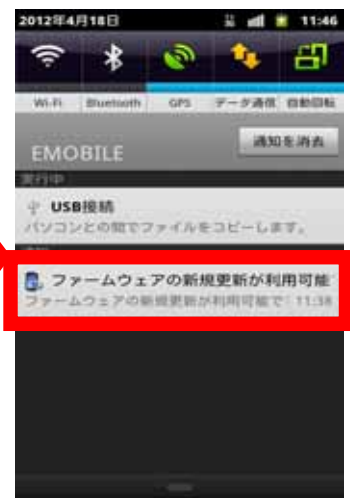 2012年4月18日 11:46
Wi-Fi Bluetooth GPS データ通信 自動回転
EMOBILE 通知を消去
実行中
USB接続
パソコンとの間でファイルをコピーします。
ファームウェアの新規更新が利用可能
ファームウェアの新規更新が利用可能で 11:38